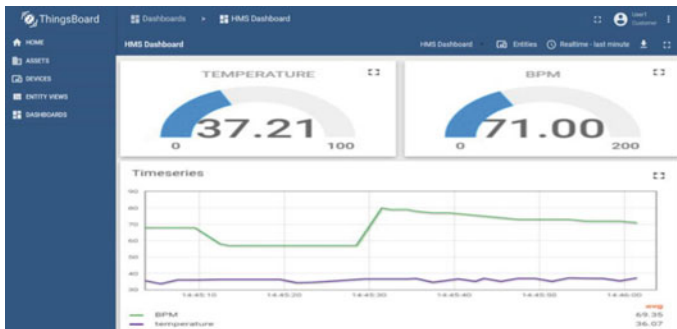 ThingsBoard
Dashboards > HMS Dashboard
User1
Customer
HOME
HMS Dashboard
HMS Dashboard
Entities
Realtime - last minute
ASSETS
DEVICES
ENTITY VIEWS
DASHBOARDS
TEMPERATURE
37.21
0
100
BPM
71.00
0
200
Timeseries
90
80
70
60
50
40
30
14:45:10
14:45:20
14:45:30
14:45:40
14:45:50
14:46:00
avg
BPM
69.35
temperature
36.07